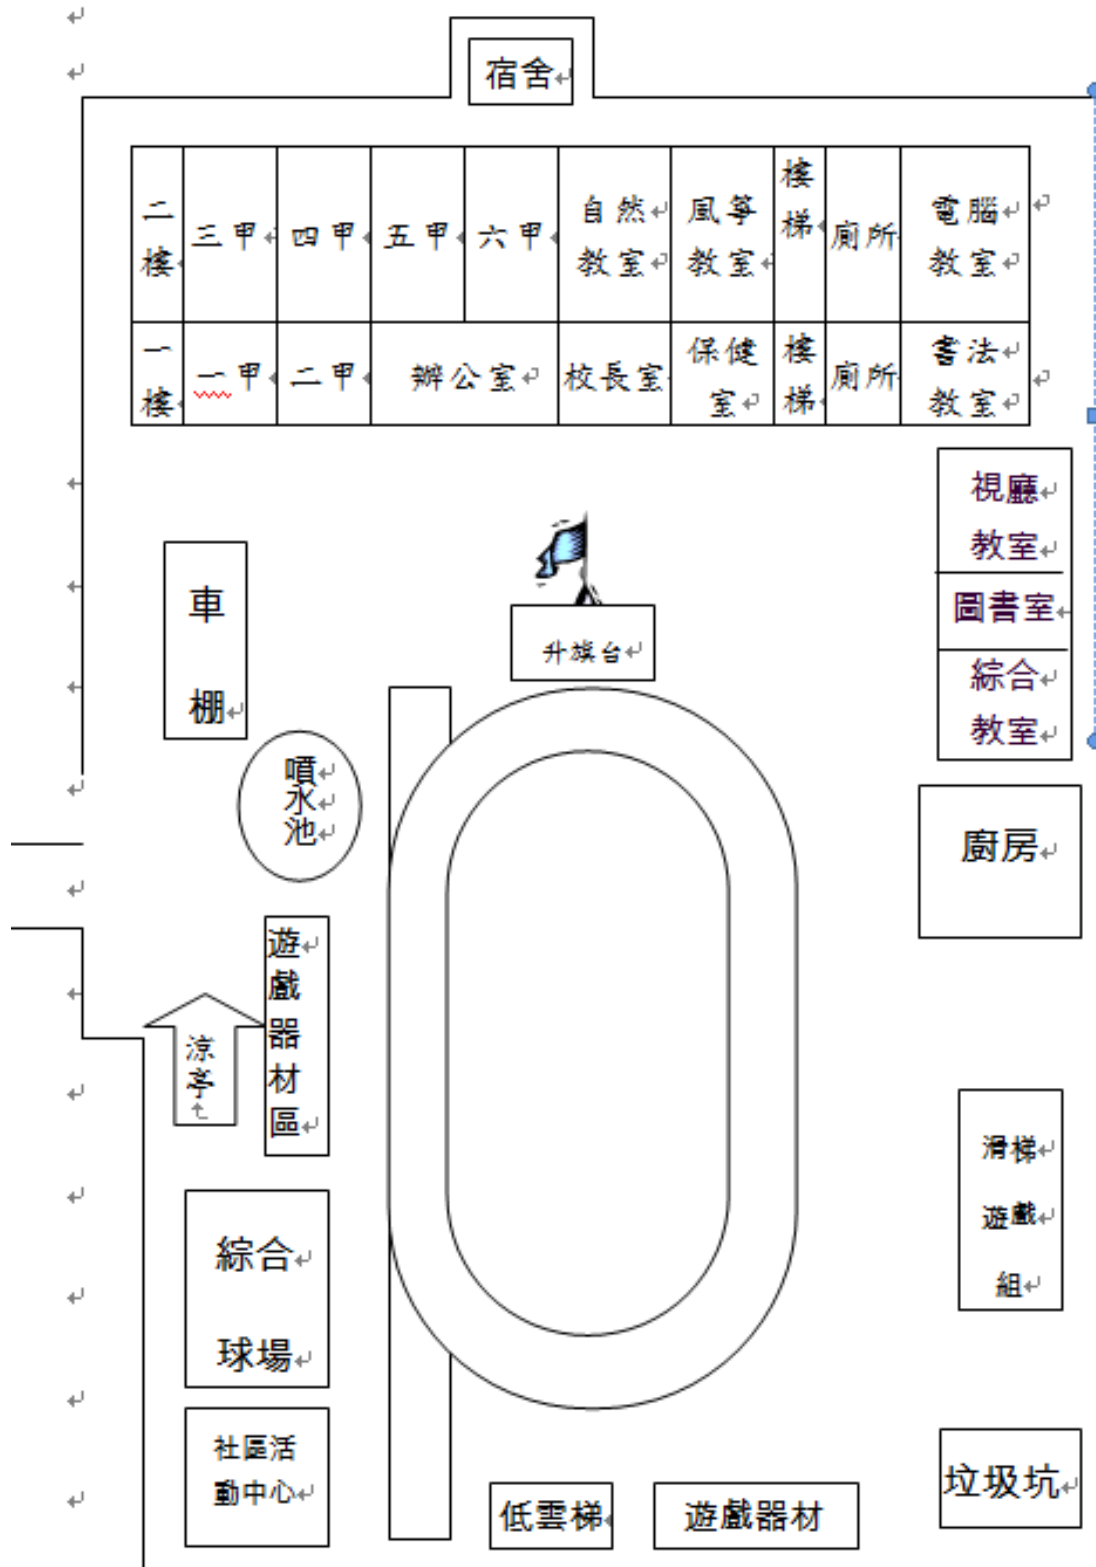 宿舍
二樓 三甲 四甲 五甲 六甲 自然教室 風箏教室 樓梯 廁所 電腦教室
一樓 一甲 二甲 辦公室 校長室 保健室 樓梯 廁所 書法教室
視廳
教室
圖書室
綜合
教室
車
棚
升旗台
噴
水
池
廚房
遊
戲
器
材
區
涼
亭
滑梯
遊戲
組
綜合
球場
社區活
動中心
低雲梯
遊戲器材
垃圾坑